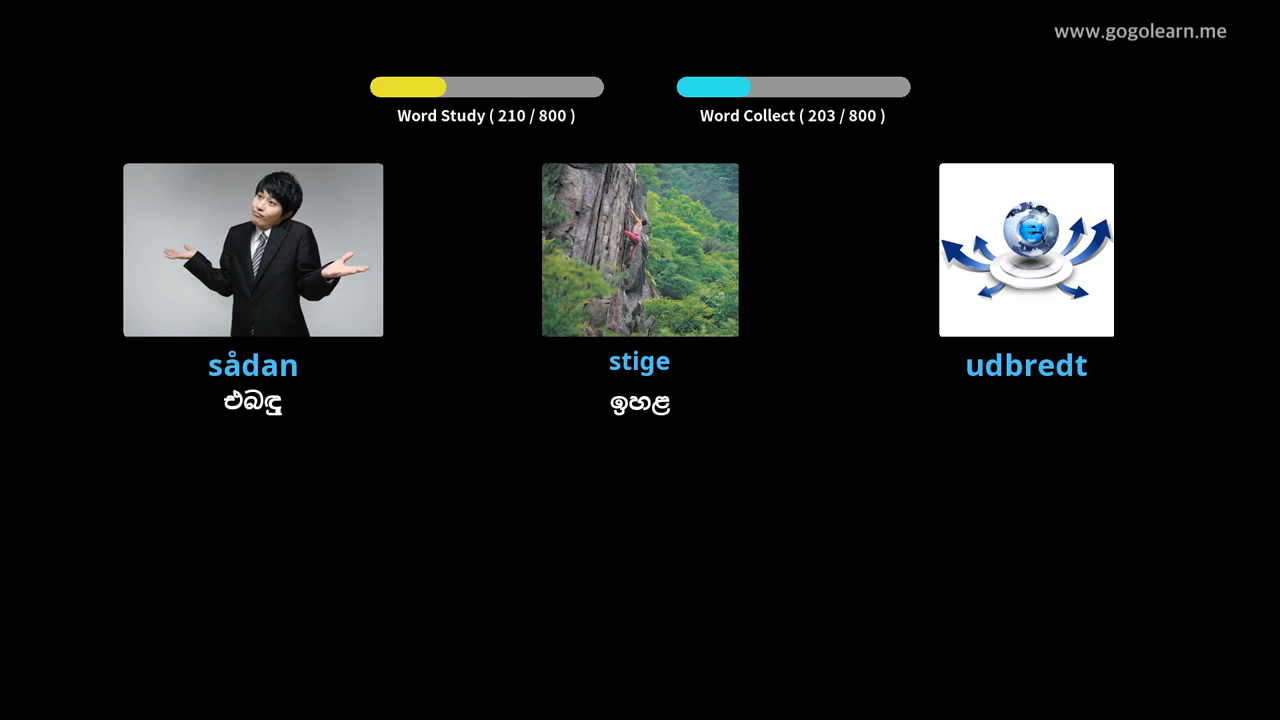 www.gogolearn.me
Word Study ( 210 / 800 )
Word Collect ( 203 / 800 )
sådan
stige
udbredt
එබඳු
ඉහළ